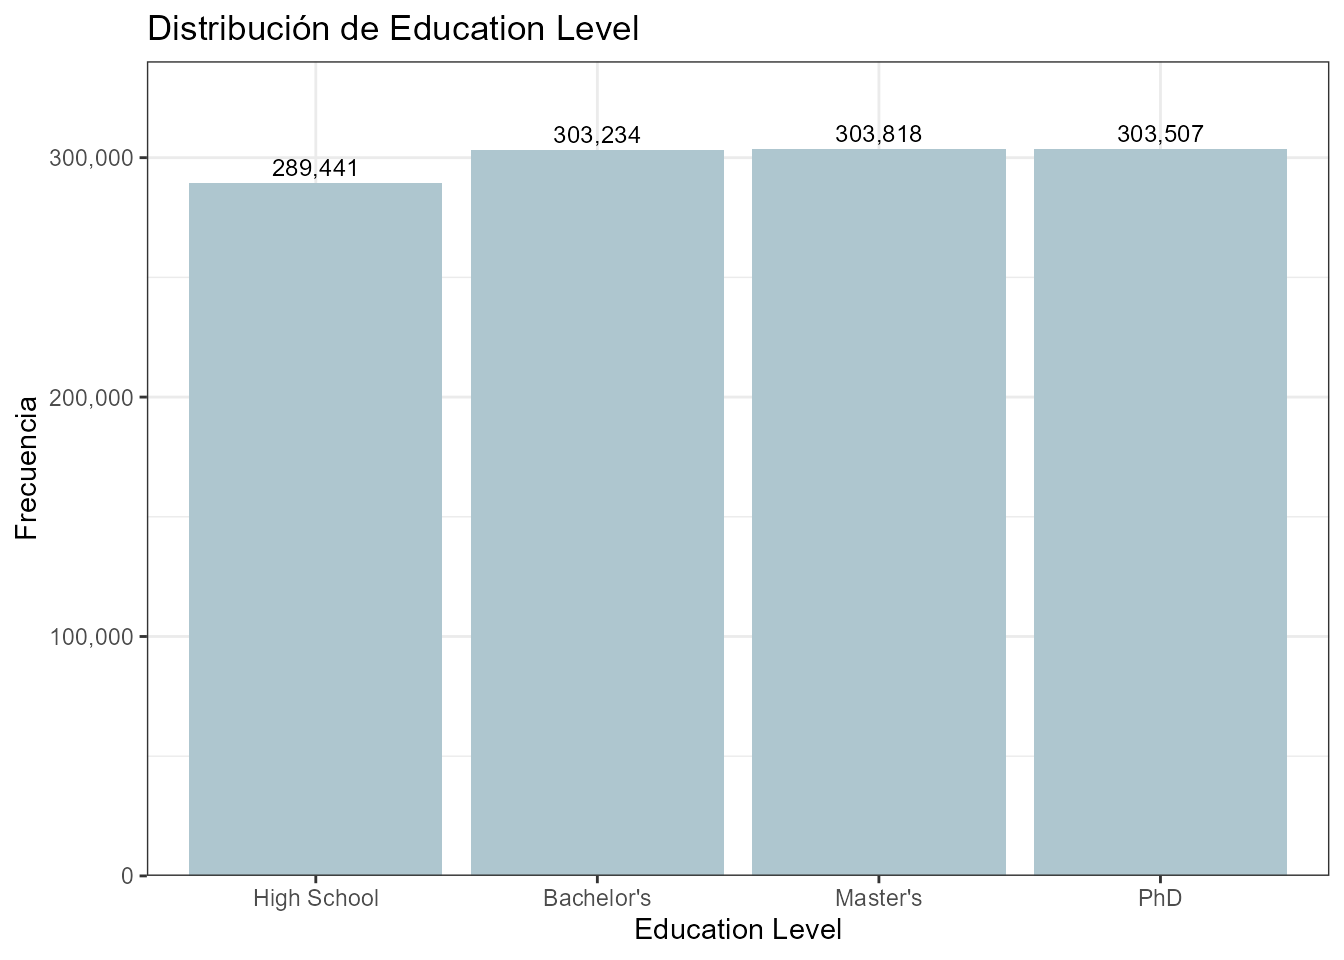 Distribución de Education Level
303,234
303,818
303,507
289,441
300,000
200,000
100,000
0
Frecuencia
High School
Bachelor's
Master's
PhD
Education Level